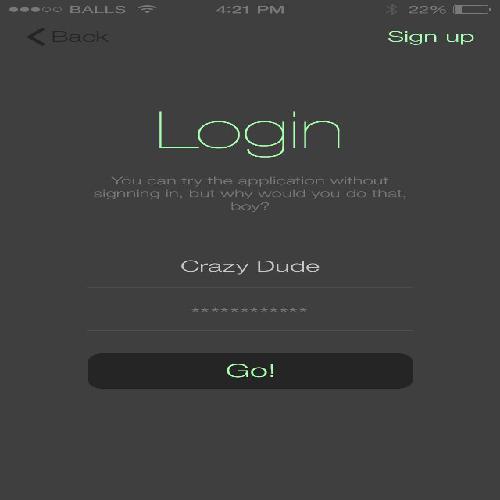 BALLS 4:21 PM 22%
Back Sign up
Login
You can try the application without
signning in, but why would you do that,
boy?
Crazy Dude
************
Go!